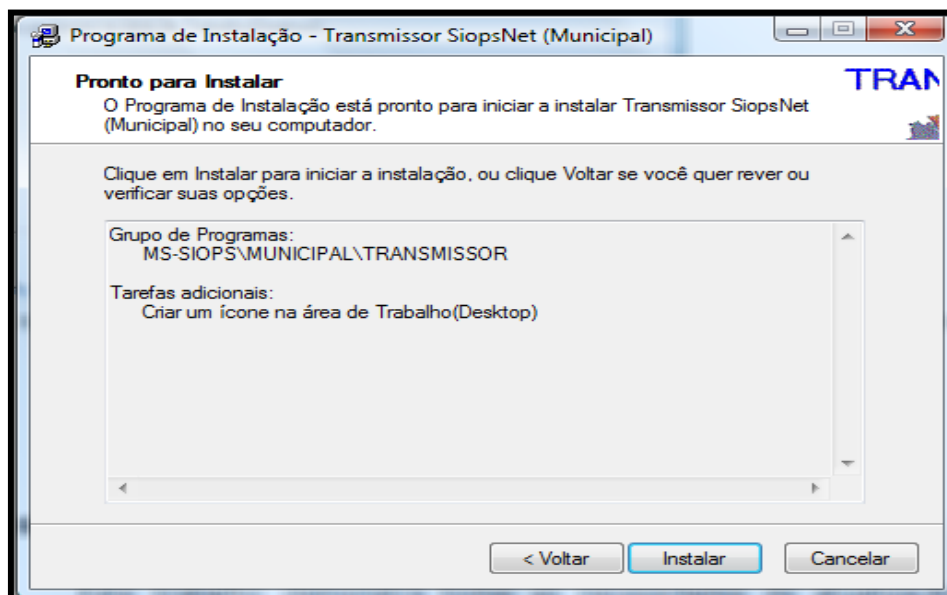 Programa de Instalação - Transmissor SiopsNet (Municipal)
Pronto para Instalar
TRAN
O Programa de Instalação está pronto para iniciar a instalar Transmissor SiopsNet
(Municipal) no seu computador.
Clique em Instalar para iniciar a instalação, ou clique Voltar se você quer rever ou
verificar suas opções.
Grupo de Programas:
MS-SIOPS\MUNICIPAL\TRANSMISSOR
Tarefas adicionais:
Criar um ícone na área de Trabalho(Desktop)
< Voltar
Instalar
Cancelar